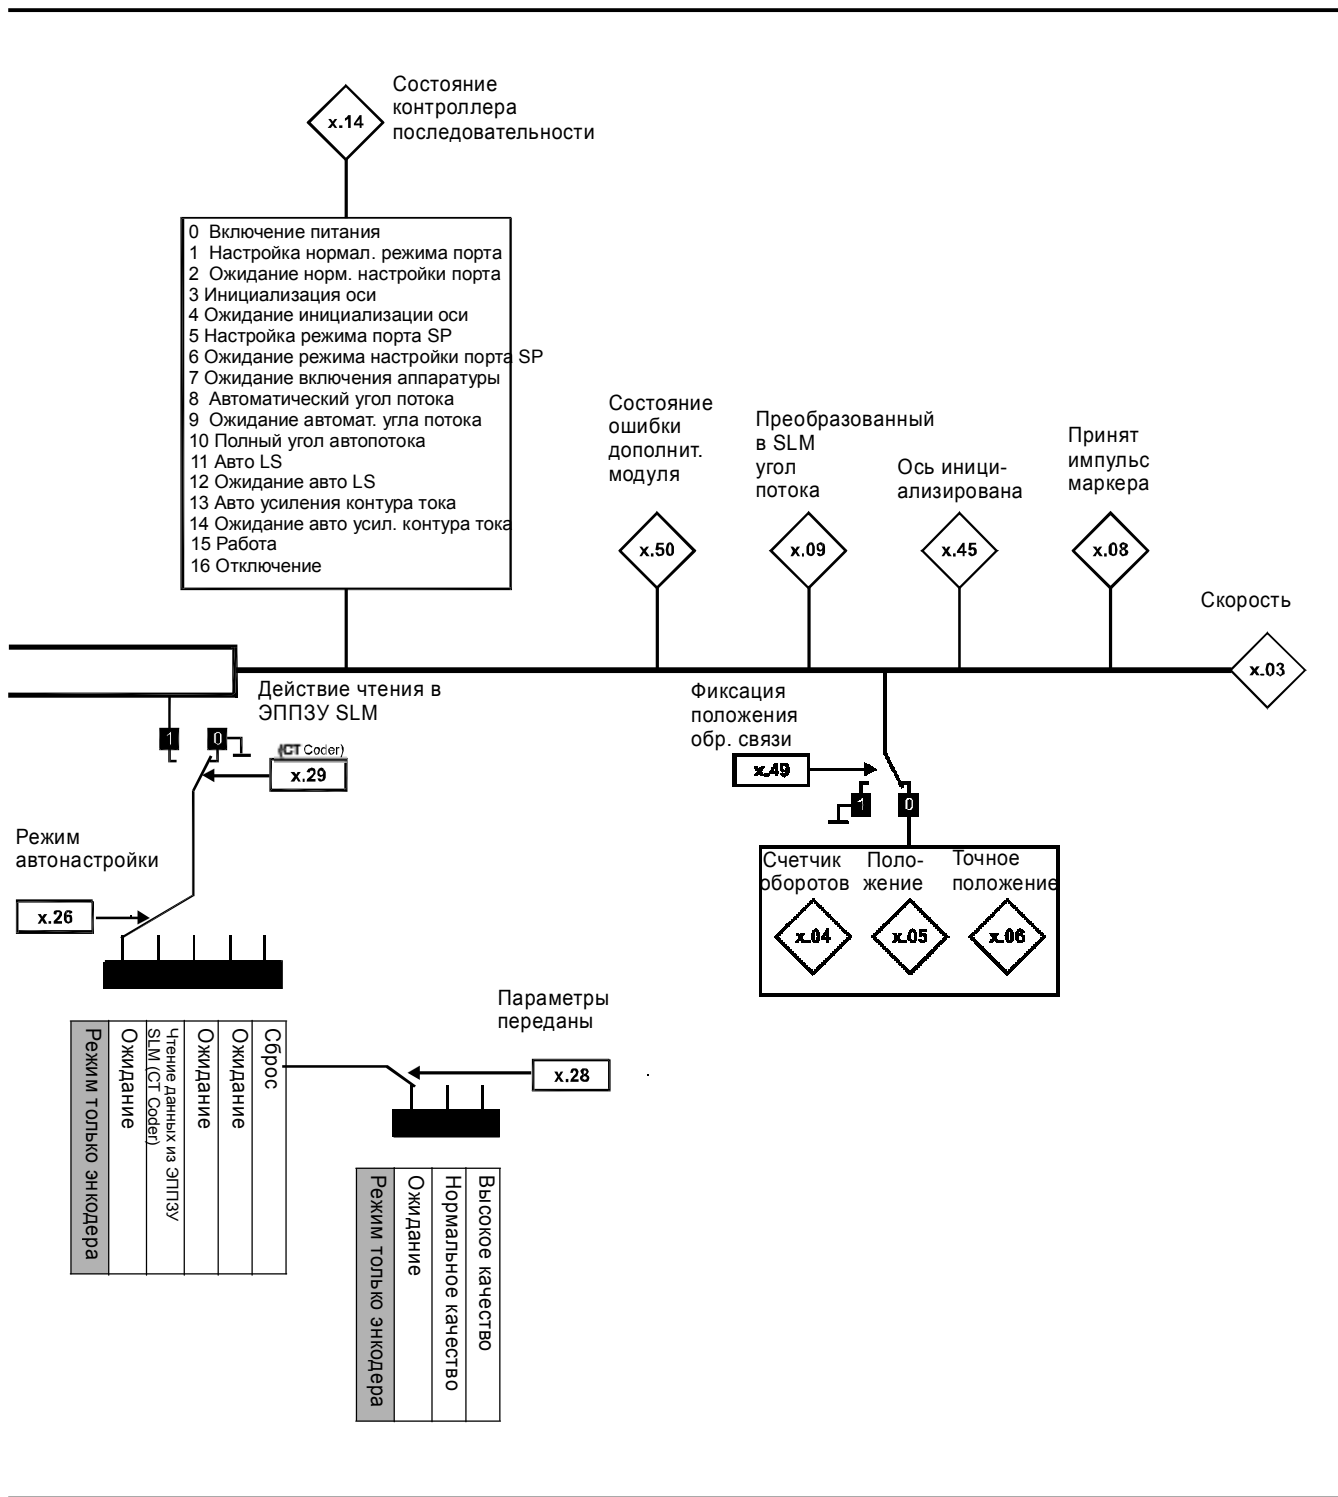 Состояние
контроллера
последовательности
x.14
0 Включение питания
1 Настройка нормал. режима порта
2 Ожидание норм. настройки порта
3 Инициализация оси
4 Ожидание инициализации оси
5 Настройка режима порта SP
6 Ожидание режима настройки порта SP
7 Ожидание включения аппаратуры
8 Автоматический угол потока
9 Ожидание автомат. угла потока
10 Полный угол автопотока
11 Авто LS
12 Ожидание авто LS
13 Авто усиления контура тока
14 Ожидание авто усил. контура тока
15 Работа
16 Отключение
Состояние
ошибки
дополнит.
модуля
x.50
Преобразованный
в SLM
угол
потока
x.09
Ось иници-
ализирована
x.45
Принят
импульс
маркера
x.08
Скорость
x.03
Действие чтения в
ЭППЗУ SLM
1
0
(CT Coder)
x.29
Фиксация
положения
обр. связи
x.49
1
0
Режим
автонастройки
x.26
Счетчик
оборотов
x.04
Поло-
жение
x.05
Точное
положение
x.06
Параметры
переданы
x.28
Режим только энкодера
Ожидание
Чтение данных из ЭППЗУ
SLM (CT Coder)
Ожидание
Ожидание
Сброс
Режим только энкодера
Ожидание
Нормальное качество
Высокое качество